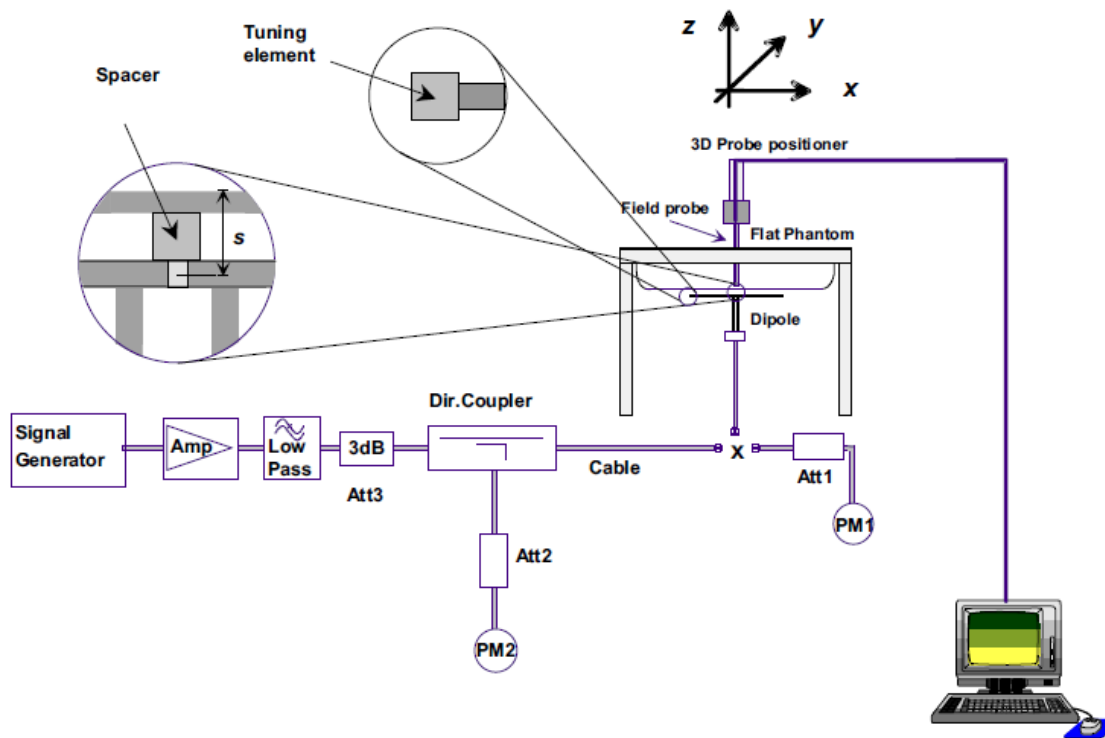 Tuning
element
Spacer
z
y
x
3D Probe positioner
Field probe
Flat Phantom
s
Dipole
Dir.Coupler
Signal
Generator
Amp
Low
Pass
3dB
Att3
Cable
x
Att1
PM1
Att2
PM2